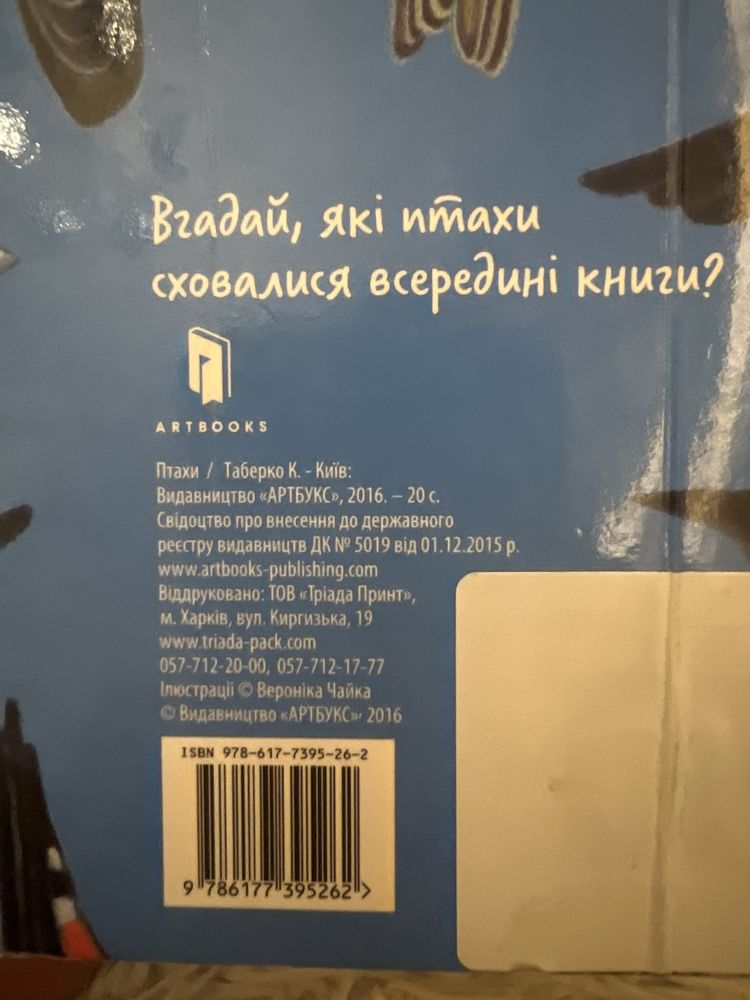 Вгадай, які птахи
сховалися всередині книги?
ARTBOOKS
Птахи / Таберко К. - Київ:
Видавництво «АРТБУКС», 2016. – 20 с.
Свідоцтво про внесення до державного
реєстру видавництв ДК № 5019 від 01.12.2015 р.
www.artbooks-publishing.com
Віддруковано: ТОВ «Тріада Принт»,
м. Харків, вул. Киргизька, 19
www.triada-pack.com
057-712-20-00, 057-712-17-77
Ілюстрації © Вероніка Чайка
© Видавництво «АРТБУКС», 2016
ISBN 978-617-7395-26-2
9 786177 395262 >